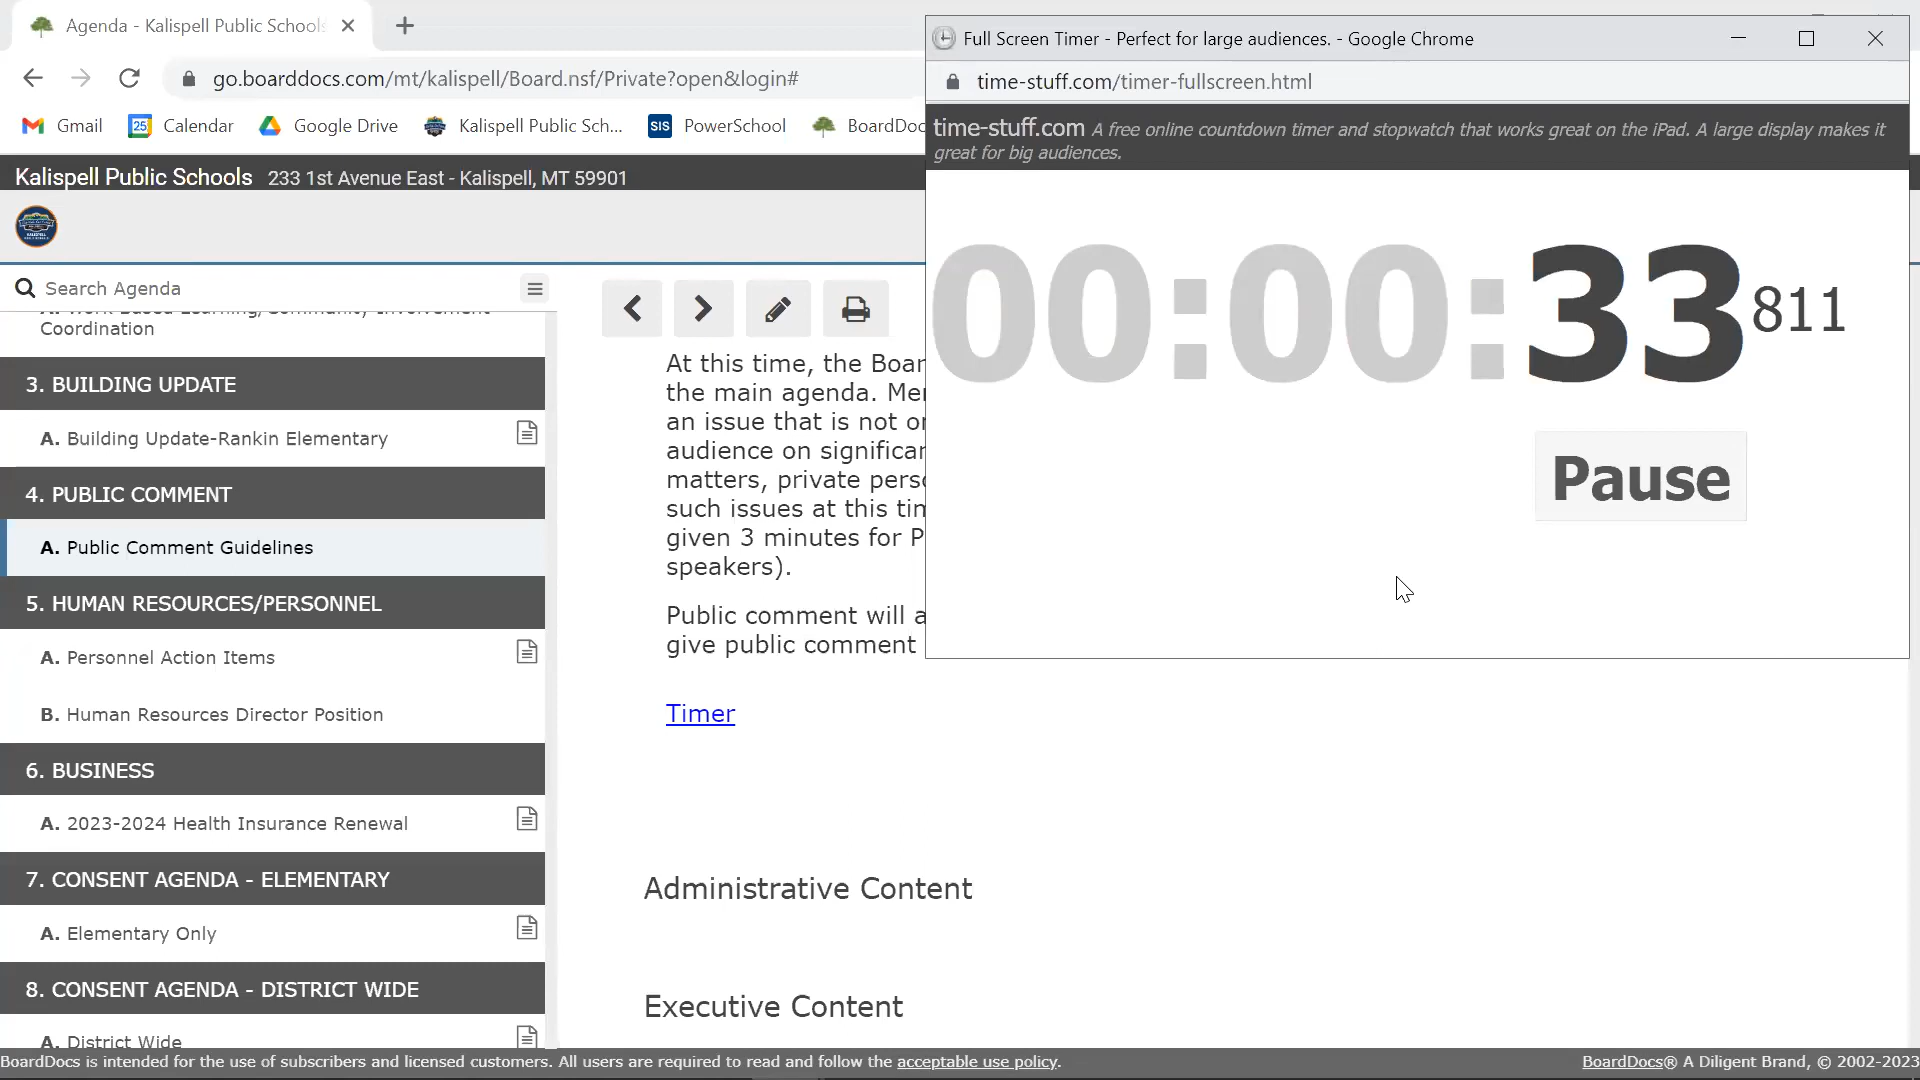 Agenda - Kalispell Public Schools
go.boarddocs.com/mt/kalispell/Board.nsf/Private?open&login#
Gmail
Calendar
Google Drive
Kalispell Public Sch...
SIS
PowerSchool
BoardDoc
Full Screen Timer - Perfect for large audiences. - Google Chrome
time-stuff.com/timer-fullscreen.html
time-stuff.com A free online countdown timer and stopwatch that works great on the iPad. A large display makes it
great for big audiences.
00:00:33 811
Pause
Kalispell Public Schools 233 1st Avenue East - Kalispell, MT 59901
Search Agenda
A. Work Based Learning/Community Involvement
Coordination
3. BUILDING UPDATE
A. Building Update-Rankin Elementary
4. PUBLIC COMMENT
A. Public Comment Guidelines
5. HUMAN RESOURCES/PERSONNEL
A. Personnel Action Items
B. Human Resources Director Position
6. BUSINESS
A. 2023-2024 Health Insurance Renewal
7. CONSENT AGENDA - ELEMENTARY
A. Elementary Only
8. CONSENT AGENDA - DISTRICT WIDE
A. District Wide
At this time, the Boar
the main agenda. Me
an issue that is not o
audience on significa
matters, private pers
such issues at this tim
given 3 minutes for P
speakers).
Public comment will a
give public comment
Timer
Administrative Content
Executive Content
BoardDocs is intended for the use of subscribers and licensed customers. All users are required to read and follow the acceptable use policy.
BoardDocs® A Diligent Brand, © 2002-2023